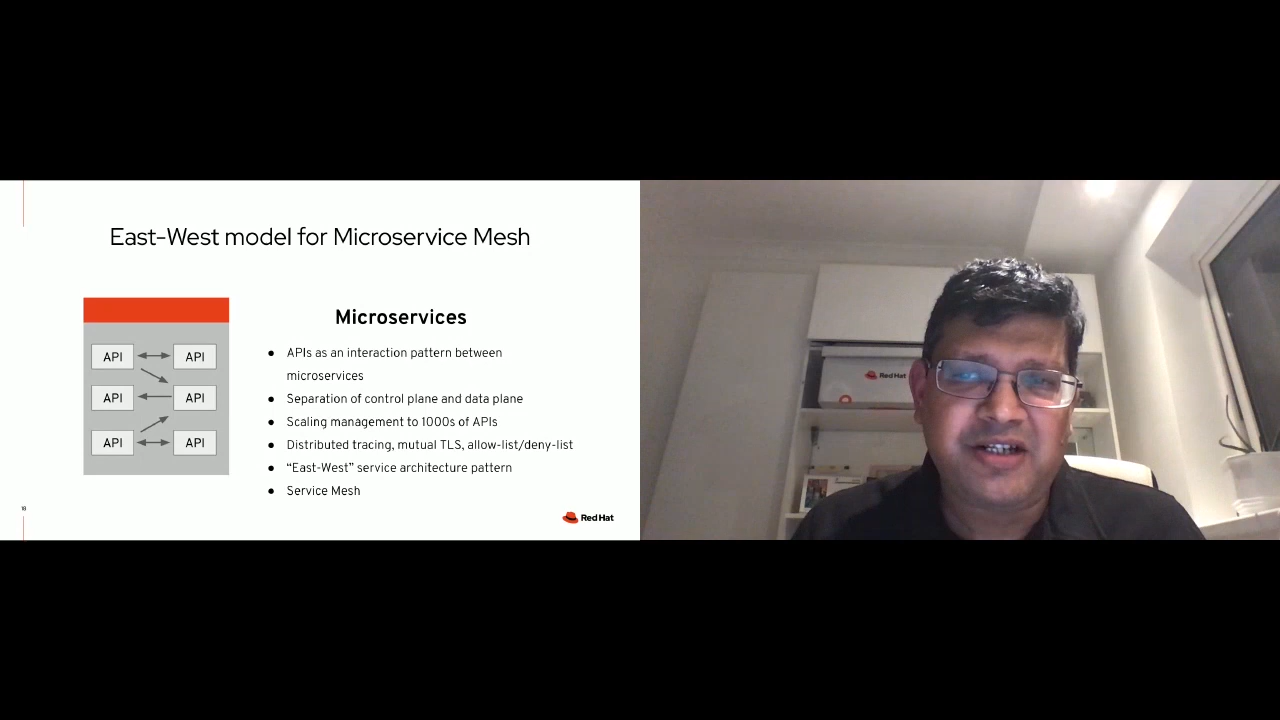 East-West model for Microservice Mesh
Microservices
API API
API API
API API
● APIs as an interaction pattern between
microservices
● Separation of control plane and data plane
● Scaling management to 1000s of APIs
● Distributed tracing, mutual TLS, allow-list/deny-list
● “East-West” service architecture pattern
● Service Mesh
18
Red Hat
Red Hat